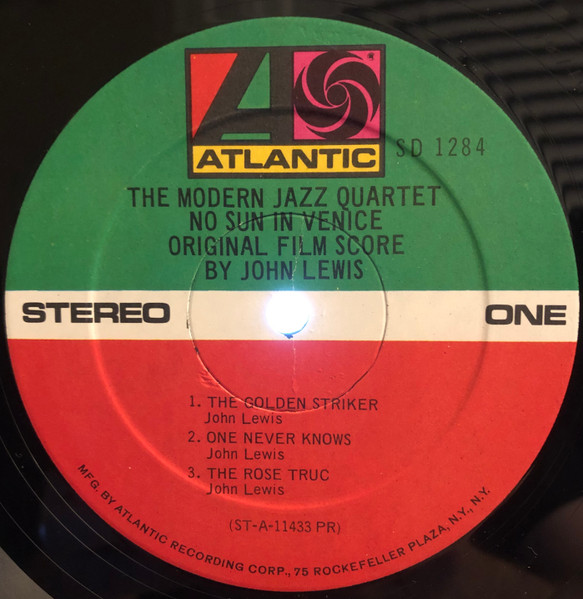 ATLANTIC
SD 1284
THE MODERN JAZZ QUARTET
NO SUN IN VENICE
ORIGINAL FILM SCORE
BY JOHN LEWIS
STEREO ONE
1. THE GOLDEN STRIKER
John Lewis
2. ONE NEVER KNOWS
John Lewis
3. THE ROSE TRUC
John Lewis
(ST-A-11433 PR)
MFG. BY ATLANTIC RECORDING CORP., 75 ROCKEFELLER PLAZA, N.Y., N.Y.